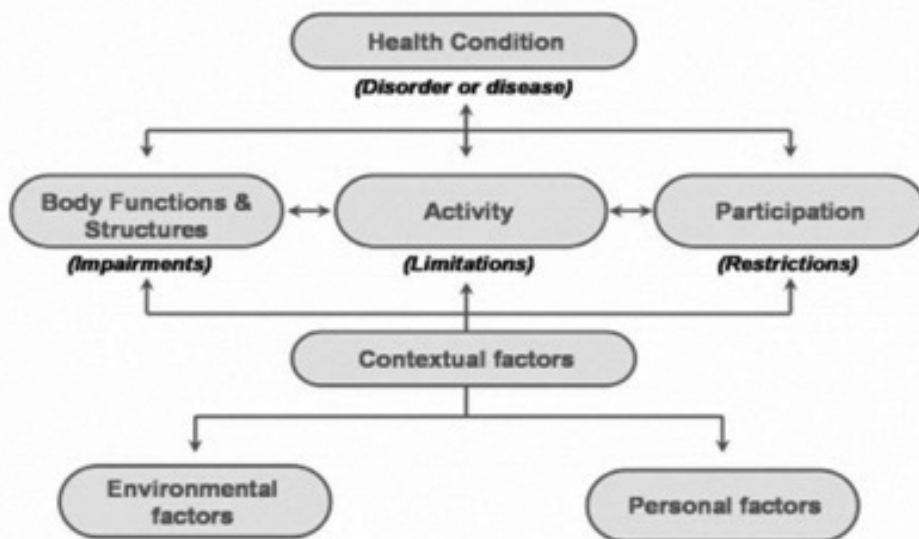 Health Condition
(Disorder or disease)
Body Functions &
Structures
Activity
Participation
(Impairments)
(Limitations)
(Restrictions)
Contextual factors
Environmental
factors
Personal factors